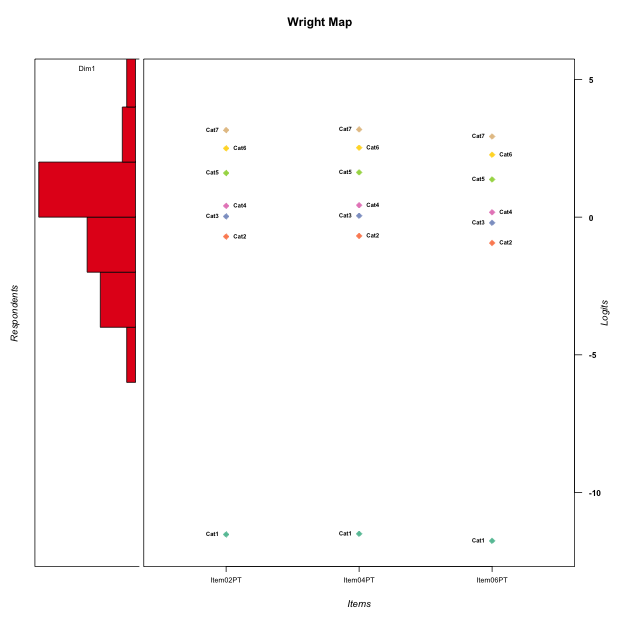 Wright Map
Dim1
5
Cat7 Cat7 Cat7
Cat6 Cat6 Cat6
Cat5 Cat5 Cat5
Cat4 Cat4 Cat4
Cat3 Cat3 Cat3
0
Cat2 Cat2 Cat2
Respondents
Logits
-5
-10
Cat1 Cat1 Cat1
Item02PT Item04PT Item06PT
Items